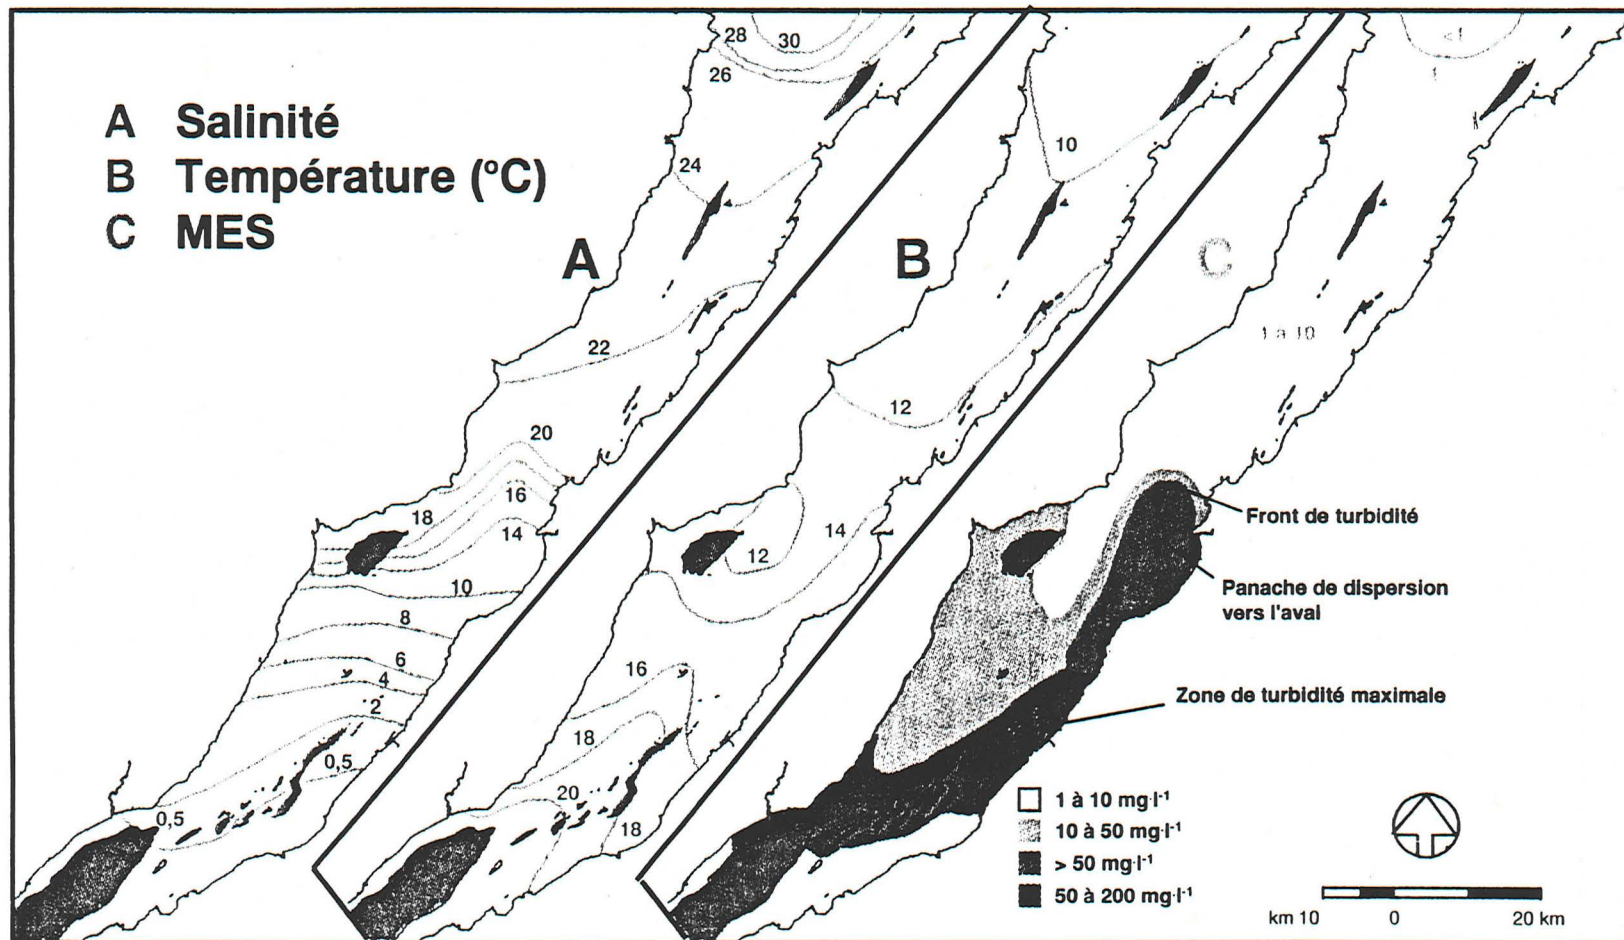 A Salinité
B Température (ºC)
C MES
A
28
30
26
24
22
20
18
16
14
10
8
6
4
2
0,5
0,5
B
10
12
14
12
16
18
20
18
C
<1
1
1 à 10
Front de turbidité
Panache de dispersion
vers l'aval
Zone de turbidité maximale
1 à 10 mg·l-1
10 à 50 mg·l-1
> 50 mg·l-1
50 à 200 mg·l-1
km 10 0 20 km